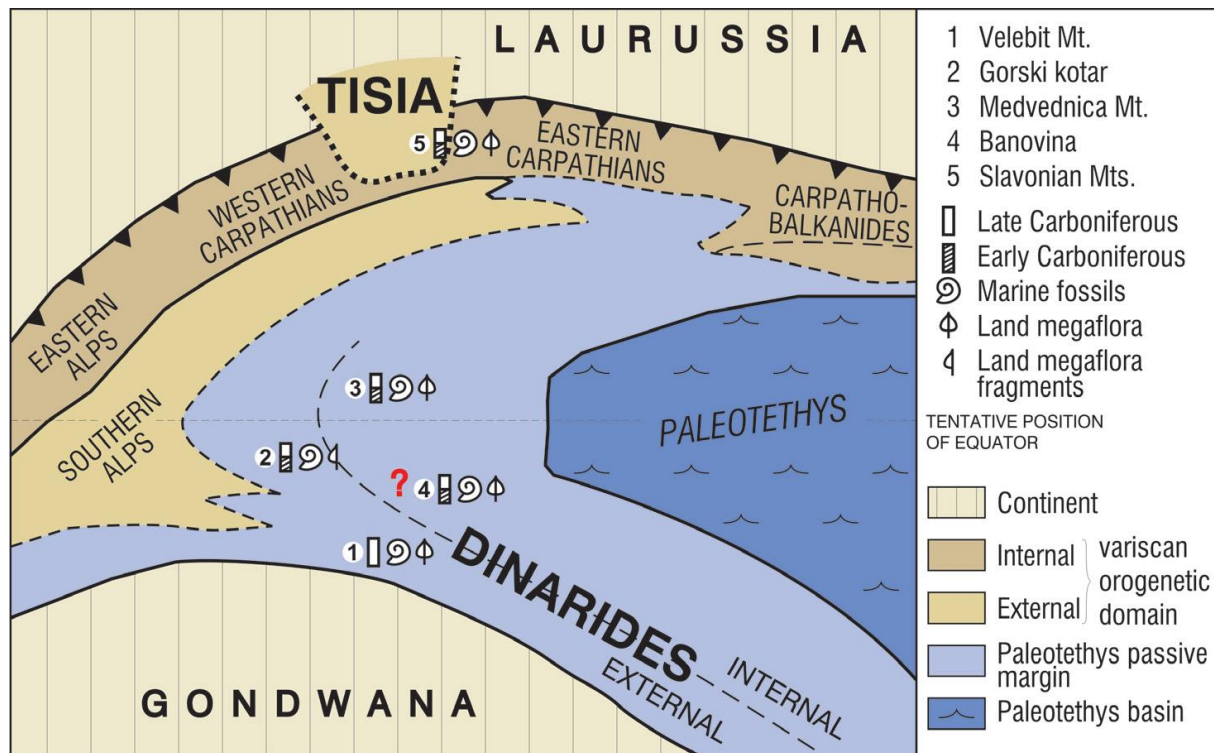 LAURUSSIA
TISIA
5
EASTERN
CARPATHIANS
WESTERN
CARPATHIANS
CARPATHO-
BALKANIDES
EASTERN
ALPS
SOUTHERN
ALPS
3
2
? 4
1
PALEOTETHYS
DINARIDES
INTERNAL
EXTERNAL
GONDWANA
1 Velebit Mt.
2 Gorski kotar
3 Medvednica Mt.
4 Banovina
5 Slavonian Mts.
Late Carboniferous
Early Carboniferous
Marine fossils
Land megaflora
Land megaflora
fragments
TENTATIVE POSITION
OF EQUATOR
Continent
Internal
External
variscan
orogenetic
domain
Paleotethys passive
margin
Paleotethys basin